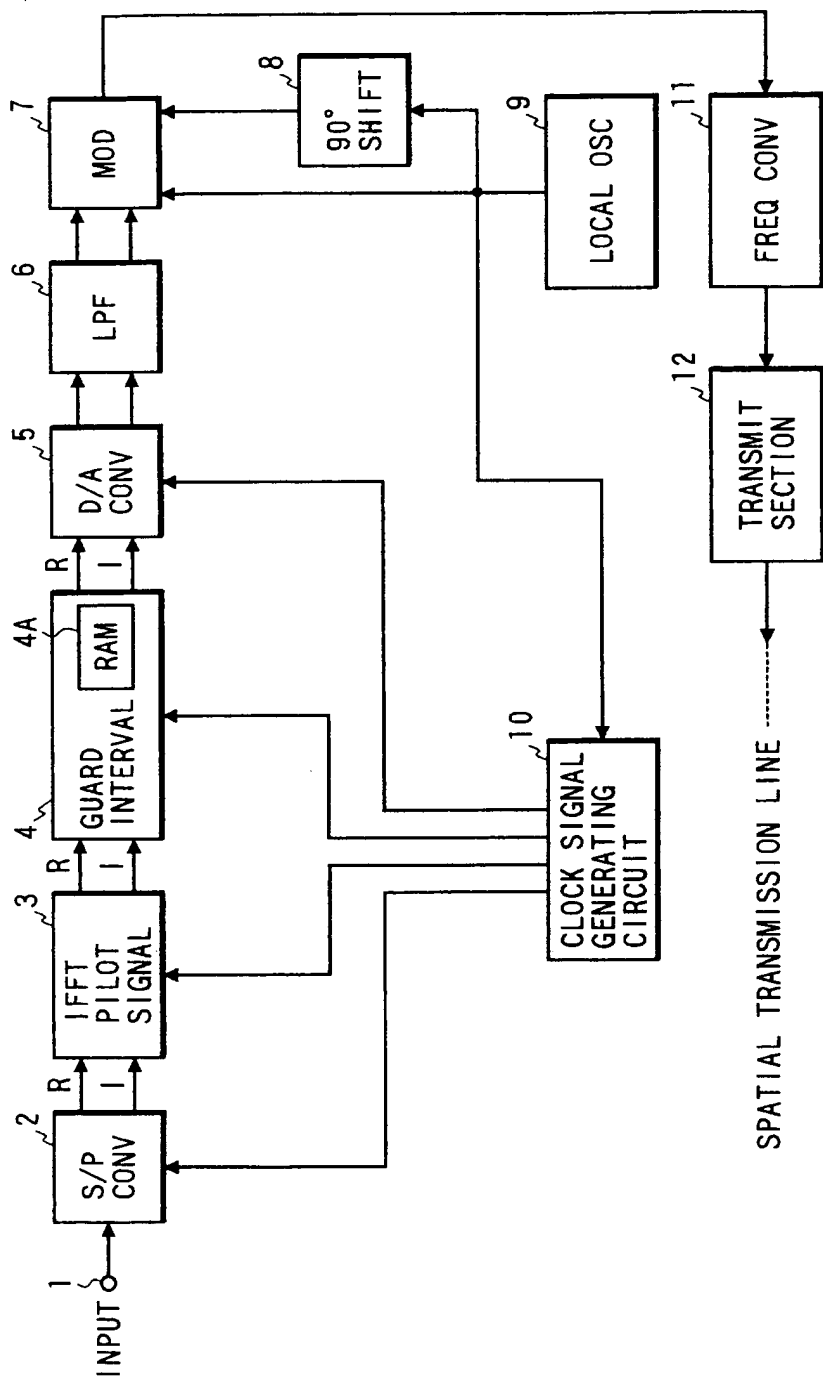 INPUT
1
2
S/P
CONV
R
I
3
IFFT
PILOT
SIGNAL
R
I
4
GUARD
INTERVAL
4A
RAM
R
I
5
D/A
CONV
6
LPF
7
MOD
8
90°
SHIFT
9
LOCAL OSC
10
CLOCK SIGNAL
GENERATING
CIRCUIT
11
FREQ CONV
12
TRANSMIT
SECTION
SPATIAL TRANSMISSION LINE